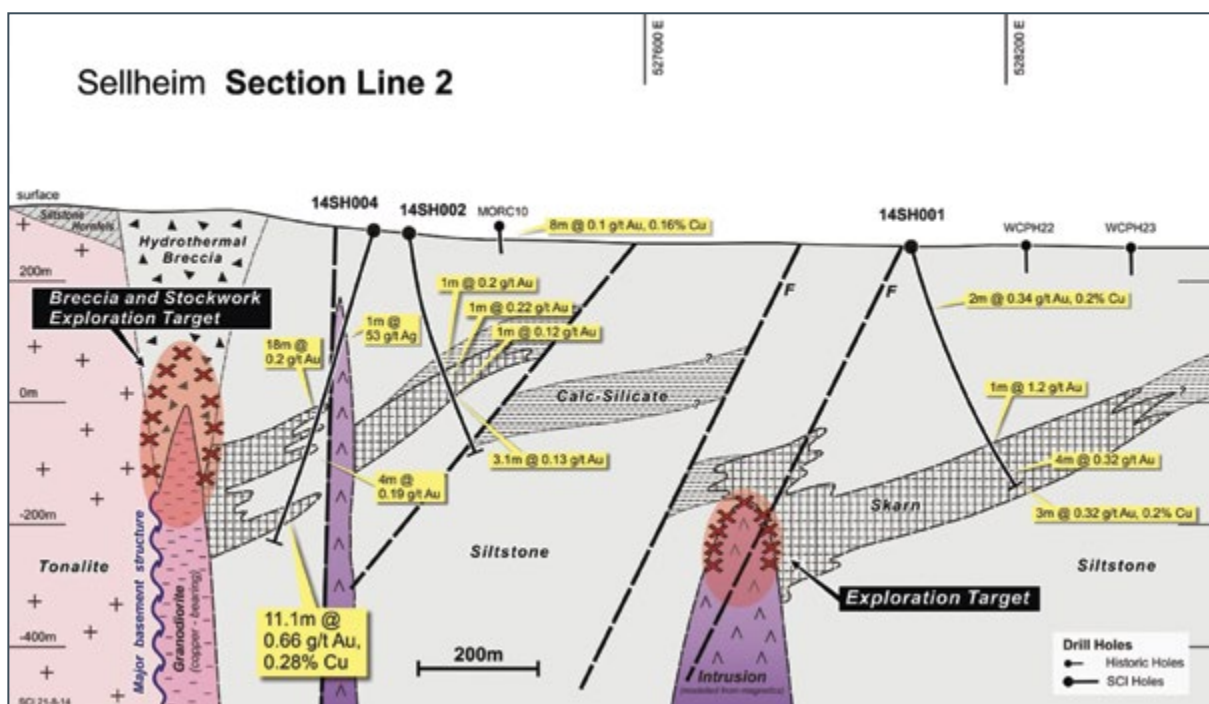 527600 E
528200 E
Sellheim Section Line 2
surface
Siltstone
Hornfels
Hydrothermal
Breccia
14SH004
14SH002
MORC10
8m @ 0.1 g/t Au, 0.16% Cu
14SH001
WCPH22
WCPH23
200m
Breccia and Stockwork
Exploration Target
1m @ 0.2 g/t Au
1m @ 0.22 g/t Au
1m @ 0.12 g/t Au
1m @
53 g/t Ag
18m @
0.2 g/t Au
F
F
2m @ 0.34 g/t Au, 0.2% Cu
?
?
?
?
0m
Calc-Silicate
1m @ 1.2 g/t Au
3.1m @ 0.13 g/t Au
4m @
0.19 g/t Au
4m @ 0.32 g/t Au
3m @ 0.32 g/t Au, 0.2% Cu
Skarn
-200m
Siltstone
Siltstone
Tonalite
Major basement structure
Granodiorite
(copper - bearing)
Exploration Target
11.1m @
0.66 g/t Au,
0.28% Cu
-400m
200m
Intrusion
(modelled from magnetics)
Drill Holes
Historic Holes
SCI Holes
SCI 21-8-14